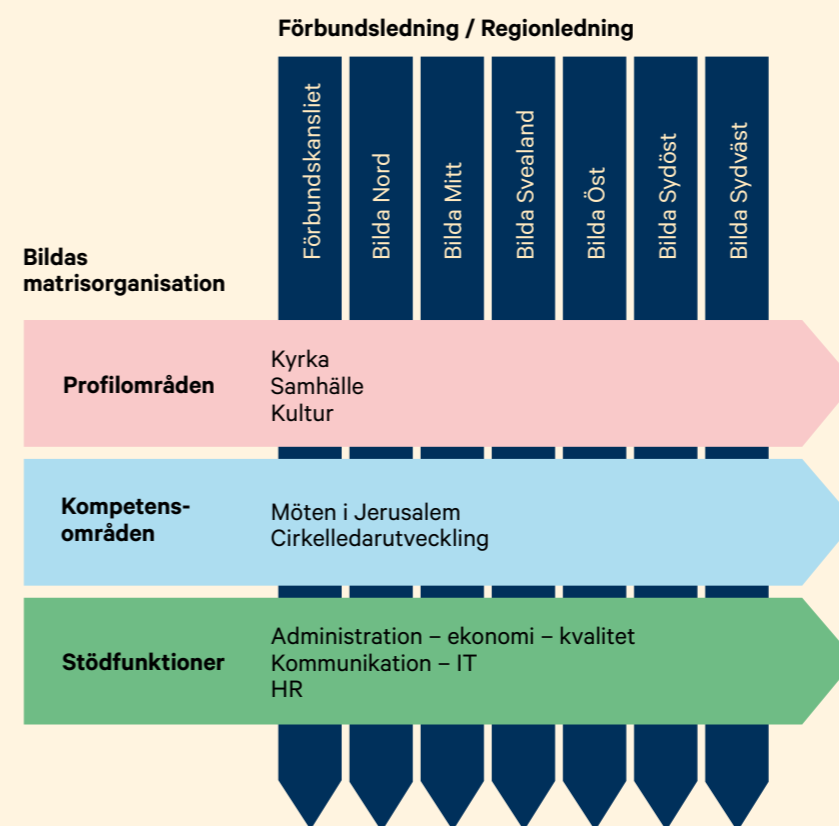 Förbundsledning / Regionledning
Förbundskansliet
Bilda Nord
Bilda Mitt
Bilda Svealand
Bilda Öst
Bilda Sydöst
Bilda Sydväst
Bildas
matrisorganisation
Profilområden
Kyrka
Samhälle
Kultur
Kompetens-
områden
Möten i Jerusalem
Cirkelledarutveckling
Stödfunktioner
Administration – ekonomi – kvalitet
Kommunikation – IT
HR